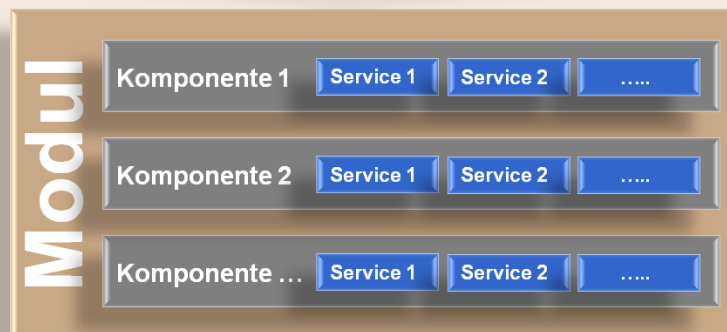 Modul
Komponente 1 Service 1 Service 2 .....
Komponente 2 Service 1 Service 2 .....
Komponente ... Service 1 Service 2 .....